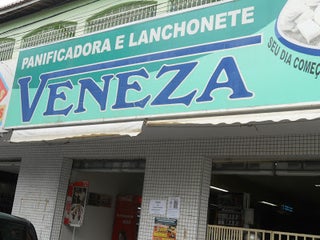 PANIFICADORA E LANCHONETE
VENEZA
SEU DIA COMEÇ